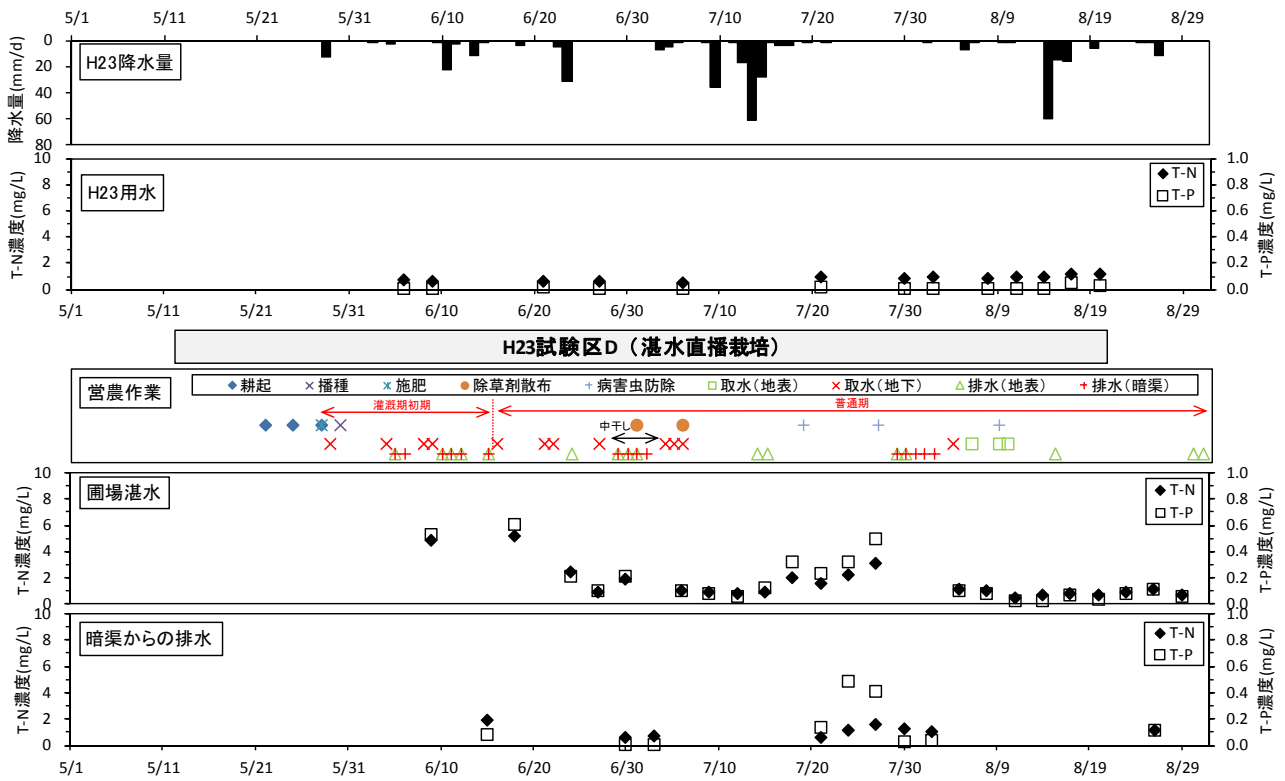 5/1 5/11 5/21 5/31 6/10 6/20 6/30 7/10 7/20 7/30 8/9 8/19 8/29
降水量(mm/d)
0
20
40
60
80
H23降水量
T-N濃度(mg/L)
10
8
6
4
2
0
H23用水
◆T-N
□T-P
1.0
0.8
0.6
0.4
0.2
0.0
T-P濃度(mg/L)
5/1 5/11 5/21 5/31 6/10 6/20 6/30 7/10 7/20 7/30 8/9 8/19 8/29
H23試験区D（湛水直播栽培）
営農作業
◆耕起 ×播種 施肥 ●除草剤散布 +病害虫防除 □取水(地表) ×取水(地下) △排水(地表) +排水(暗渠)
灌漑期初期
普通期
中干し
T-N濃度(mg/L)
10
8
6
4
2
0
圃場湛水
◆T-N
□T-P
1.0
0.8
0.6
0.4
0.2
0.0
T-P濃度(mg/L)
T-N濃度(mg/L)
10
8
6
4
2
0
暗渠からの排水
◆T-N
□T-P
1.0
0.8
0.6
0.4
0.2
0.0
T-P濃度(mg/L)
5/1 5/11 5/21 5/31 6/10 6/20 6/30 7/10 7/20 7/30 8/9 8/19 8/29